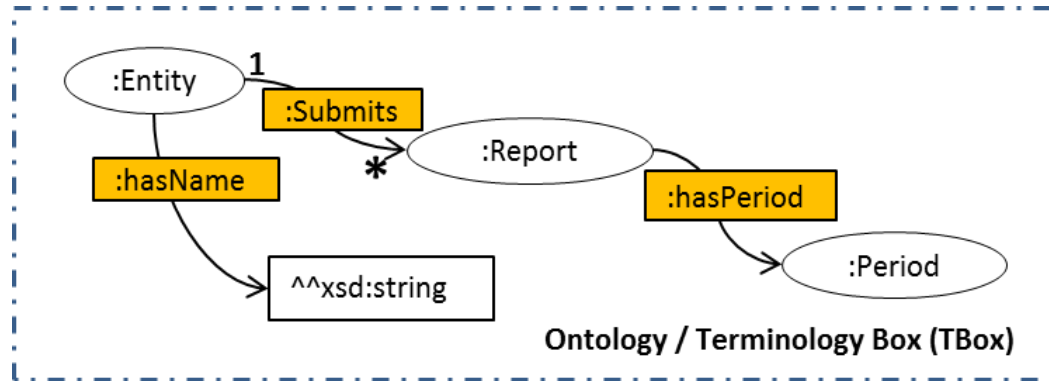 :Entity
1
:Submits
*
:Report
:hasName
:hasPeriod
:Period
^^xsd:string
Ontology / Terminology Box (TBox)